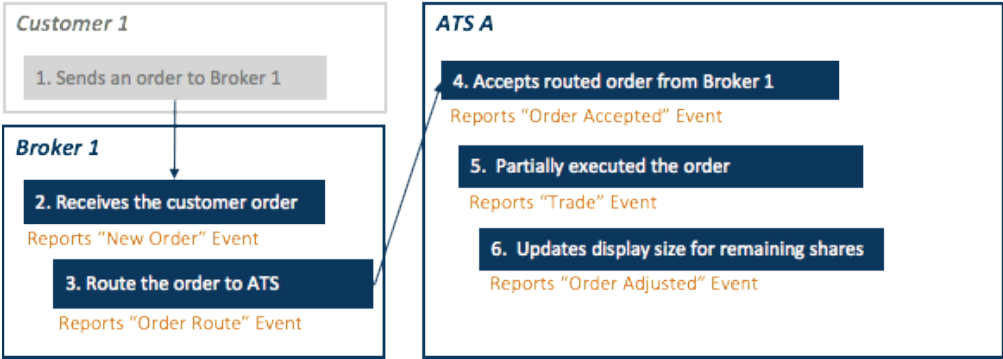 Customer 1
1. Sends an order to Broker 1
Broker 1
2. Receives the customer order
Reports “New Order” Event
3. Route the order to ATS
Reports “Order Route” Event
ATS A
4. Accepts routed order from Broker 1
Reports “Order Accepted” Event
5. Partially executed the order
Reports “Trade” Event
6. Updates display size for remaining shares
Reports “Order Adjusted” Event